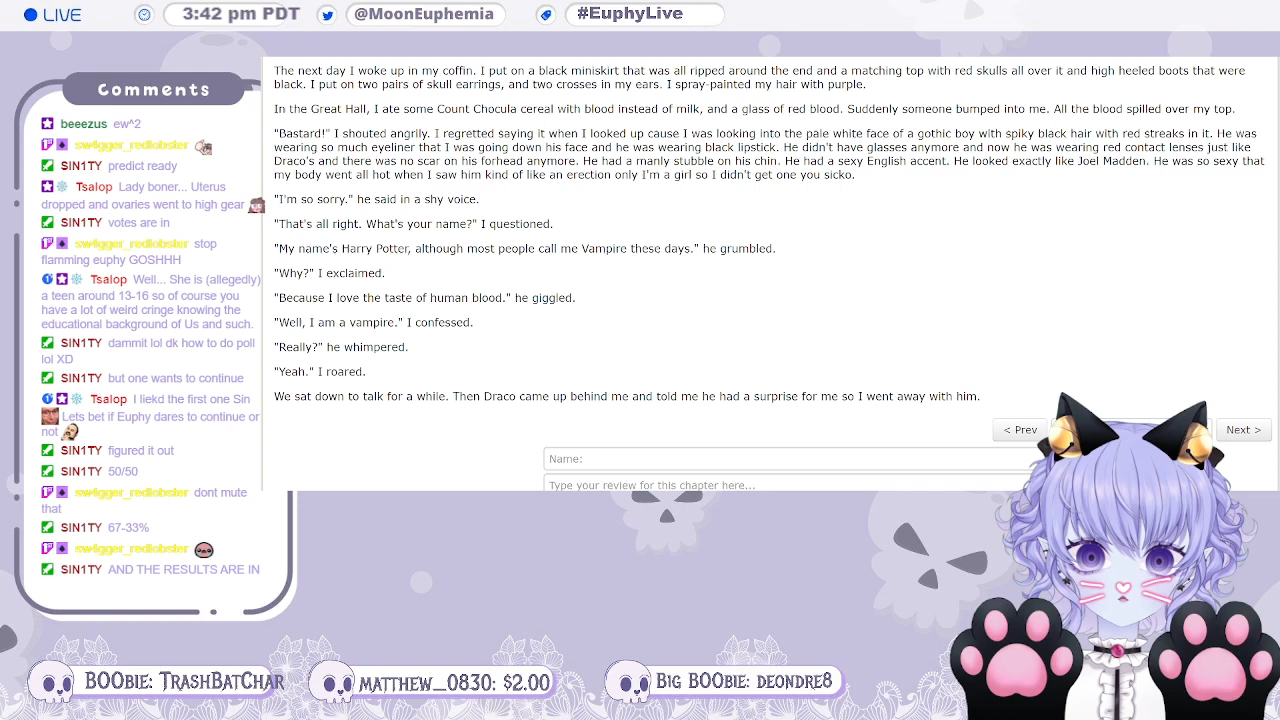 LIVE
3:42 pm PDT
@MoonEuphemia
#EuphyLive
Comments
beeezus ew^2
sw4gger_redlobster
SIN1TY predict ready
Tsalop Lady boner... Uterus
dropped and ovaries went to high gear
SIN1TY votes are in
sw4gger_redlobster stop
flamming euphy GOSHHH
Tsalop Well... She is (allegedly)
a teen around 13-16 so of course you
have a lot of weird cringe knowing the
educational background of Us and such.
SIN1TY dammit lol dk how to do poll
lol XD
SIN1TY but one wants to continue
Tsalop I liekd the first one Sin
Lets bet if Euphy dares to continue or
not
SIN1TY figured it out
SIN1TY 50/50
sw4gger_redlobster dont mute
that
SIN1TY 67-33%
sw4gger_redlobster
SIN1TY AND THE RESULTS ARE IN
The next day I woke up in my coffin. I put on a black miniskirt that was all ripped around the end and a matching top with red skulls all over it and high heeled boots that were
black. I put on two pairs of skull earrings, and two crosses in my ears. I spray-painted my hair with purple.
In the Great Hall, I ate some Count Chocula cereal with blood instead of milk, and a glass of red blood. Suddenly someone bumped into me. All the blood spilled over my top.
"Bastard!" I shouted angrily. I regretted saying it when I looked up cause I was looking into the pale white face of a gothic boy with spiky black hair with red streaks in it. He was
wearing so much eyeliner that I was going down his face and he was wearing black lipstick. He didn't have glasses anymore and now he was wearing red contact lenses just like
Draco's and there was no scar on his forhead anymore. He had a manly stubble on his chin. He had a sexy English accent. He looked exactly like Joel Madden. He was so sexy that
my body went all hot when I saw him kind of like an erection only I'm a girl so I didn't get one you sicko.
"I'm so sorry." he said in a shy voice.
"That's all right. What's your name?" I questioned.
"My name's Harry Potter, although most people call me Vampire these days." he grumbled.
"Why?" I exclaimed.
"Because I love the taste of human blood." he giggled.
"Well, I am a vampire." I confessed.
"Really?" he whimpered.
"Yeah." I roared.
We sat down to talk for a while. Then Draco came up behind me and told me he had a surprise for me so I went away with him.
< Prev
Next >
Name:
Type your review for this chapter here...
BOObie: TrashBatChar
matthew_0830: $2.00
Big BOObie: deondre8